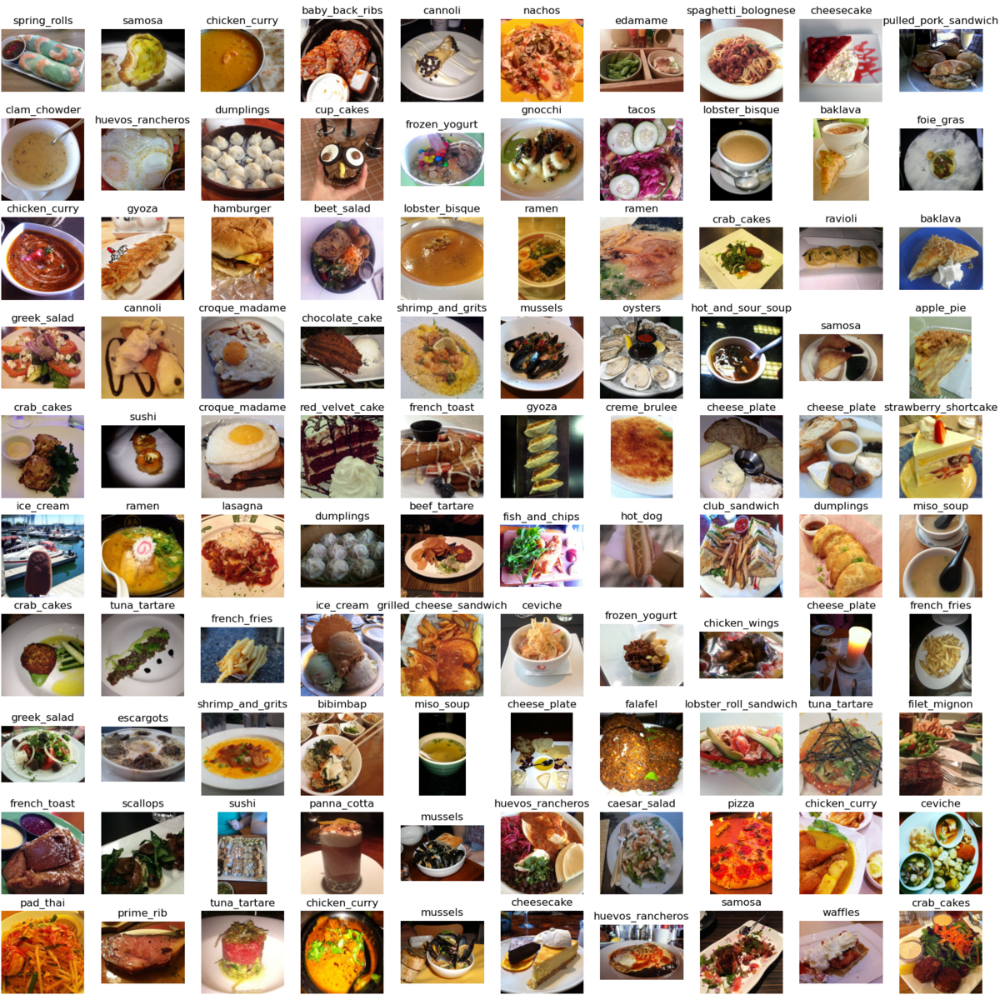 spring_rolls
samosa
chicken_curry
baby_back_ribs
cannoli
nachos
edamame
spaghetti_bolognese
cheesecake
pulled_pork_sandwich
clam_chowder
huevos_rancheros
dumplings
cup_cakes
frozen_yogurt
gnocchi
tacos
lobster_bisque
baklava
foie_gras
chicken_curry
gyoza
hamburger
beet_salad
lobster_bisque
ramen
ramen
crab_cakes
ravioli
baklava
greek_salad
cannoli
croque_madame
chocolate_cake
shrimp_and_grits
mussels
oysters
hot_and_sour_soup
samosa
apple_pie
crab_cakes
sushi
croque_madame
red_velvet_cake
french_toast
gyoza
creme_brulee
cheese_plate
cheese_plate
strawberry_shortcake
ice_cream
ramen
lasagna
dumplings
beef_tartare
fish_and_chips
hot_dog
club_sandwich
dumplings
miso_soup
crab_cakes
tuna_tartare
french_fries
ice_cream
grilled_cheese_sandwich
ceviche
frozen_yogurt
chicken_wings
cheese_plate
french_fries
greek_salad
escargots
shrimp_and_grits
bibimbap
miso_soup
cheese_plate
falafel
lobster_roll_sandwich
tuna_tartare
filet_mignon
french_toast
scallops
sushi
panna_cotta
mussels
huevos_rancheros
caesar_salad
pizza
chicken_curry
ceviche
pad_thai
prime_rib
tuna_tartare
chicken_curry
mussels
cheesecake
huevos_rancheros
samosa
waffles
crab_cakes